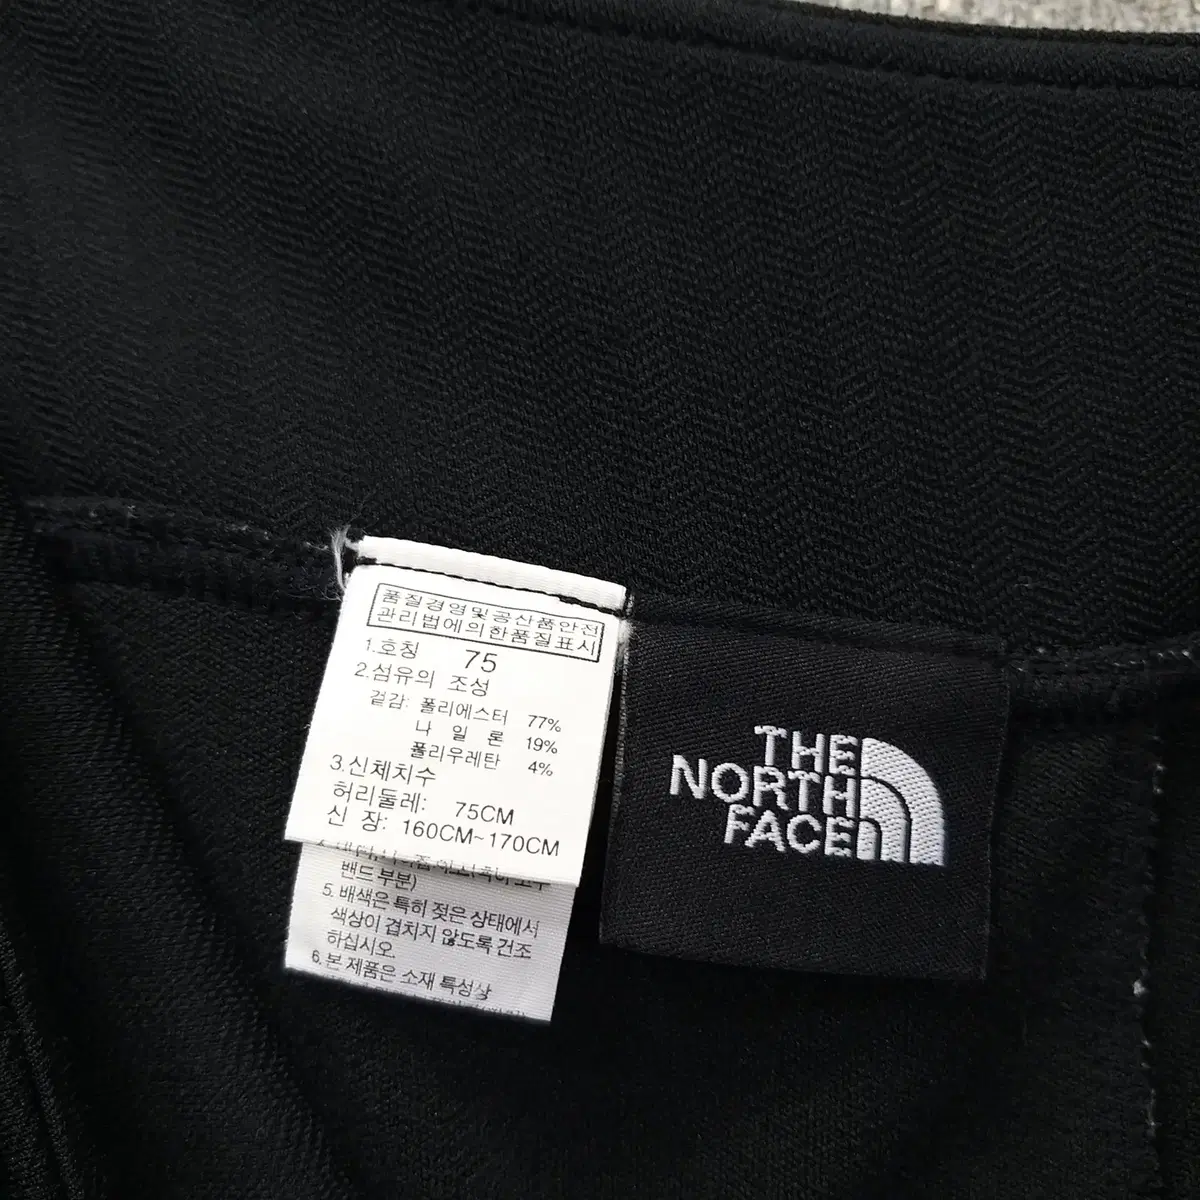 품질경영및공산품안전
관리법에의한품질표시
1.호칭 75
2.섬유의 조성
겉감: 폴리에스터 77%
나 일 론 19%
폴리우레탄 4%
3.신체치수
허리둘레: 75CM
신 장: 160CM~170CM
밴드부분)
5. 배색은 특히 젖은 상태에서
색상이 겹치지 않도록 건조
하십시오.
6.본 제품은 소재 특성상
THE
NORTH
FACE